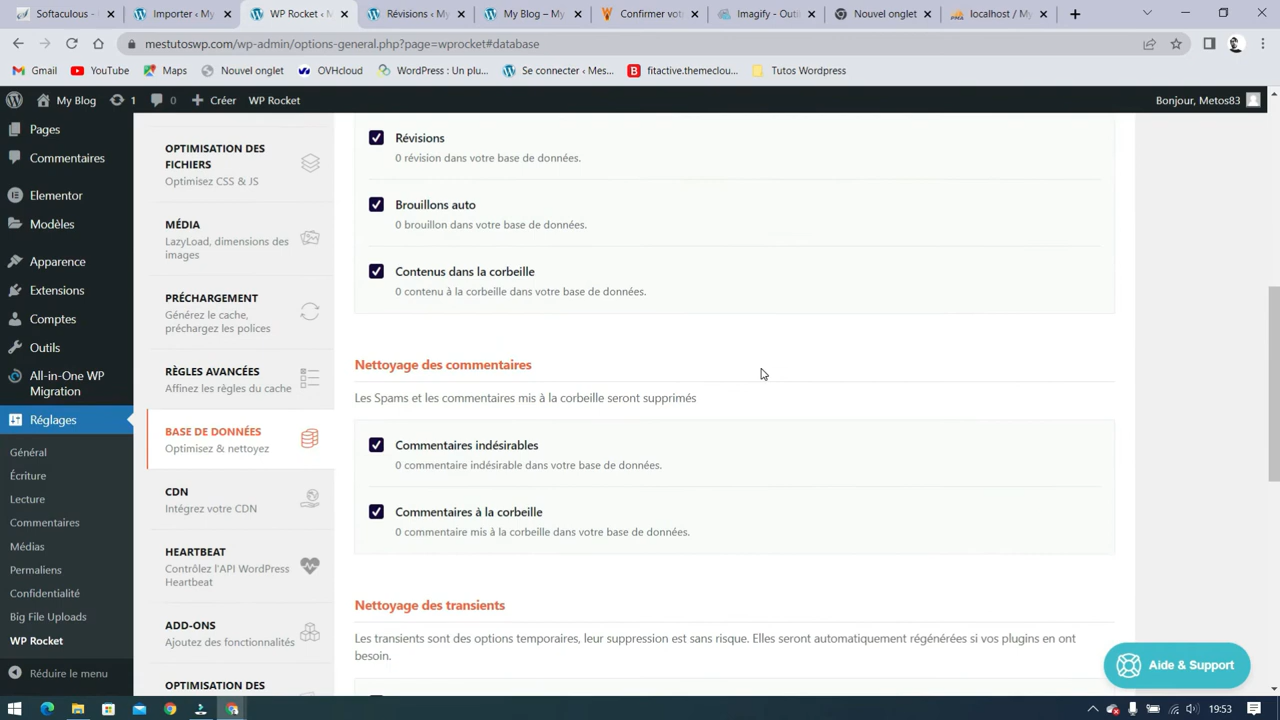 Softaculous - C
Importer ‹ My
WP Rocket ‹ M
Révisions ‹ My
My Blog – My
Confirmer vot
Imagify - Outi
Nouvel onglet
localhost / My
mestutoswp.com/wp-admin/options-general.php?page=wprocket#database
Gmail
YouTube
Maps
Nouvel onglet
OVHcloud
WordPress : Un plu...
Se connecter ‹ Mes...
fitactive.themeclou...
Tutos Wordpress
My Blog
1
0
Créer
WP Rocket
Bonjour, Metos83
Pages
Commentaires
Elementor
Modèles
Apparence
Extensions
Comptes
Outils
All-in-One WP
Migration
Réglages
Général
Écriture
Lecture
Commentaires
Médias
Permaliens
Confidentialité
Big File Uploads
WP Rocket
Réduire le menu
OPTIMISATION DES
FICHIERS
Optimisez CSS & JS
MÉDIA
LazyLoad, dimensions des
images
PRÉCHARGEMENT
Générez le cache,
préchargez les polices
RÈGLES AVANCÉES
Affinez les règles du cache
BASE DE DONNÉES
Optimisez & nettoyez
CDN
Intégrez votre CDN
HEARTBEAT
Contrôlez l'API WordPress
Heartbeat
ADD-ONS
Ajoutez des fonctionnalités
OPTIMISATION DES
Révisions
0 révision dans votre base de données.
Brouillons auto
0 brouillon dans votre base de données.
Contenus dans la corbeille
0 contenu à la corbeille dans votre base de données.
Nettoyage des commentaires
Les Spams et les commentaires mis à la corbeille seront supprimés
Commentaires indésirables
0 commentaire indésirable dans votre base de données.
Commentaires à la corbeille
0 commentaire mis à la corbeille dans votre base de données.
Nettoyage des transients
Les transients sont des options temporaires, leur suppression est sans risque. Elles seront automatiquement régénérées si vos plugins en ont
besoin.
Aide & Support
19:53